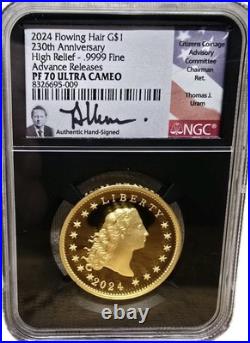 2024 Flowing Hair G$1
230th Anniversary
High Relief - .9999 Fine
Advance Releases
PF 70 ULTRA CAMEO
8326695-009
Authentic Hand-Signed
Citizens Coinage
Advisory
Committee
Chairman
Ret.
Thomas J.
Uram
NGC
LIBERTY
2024